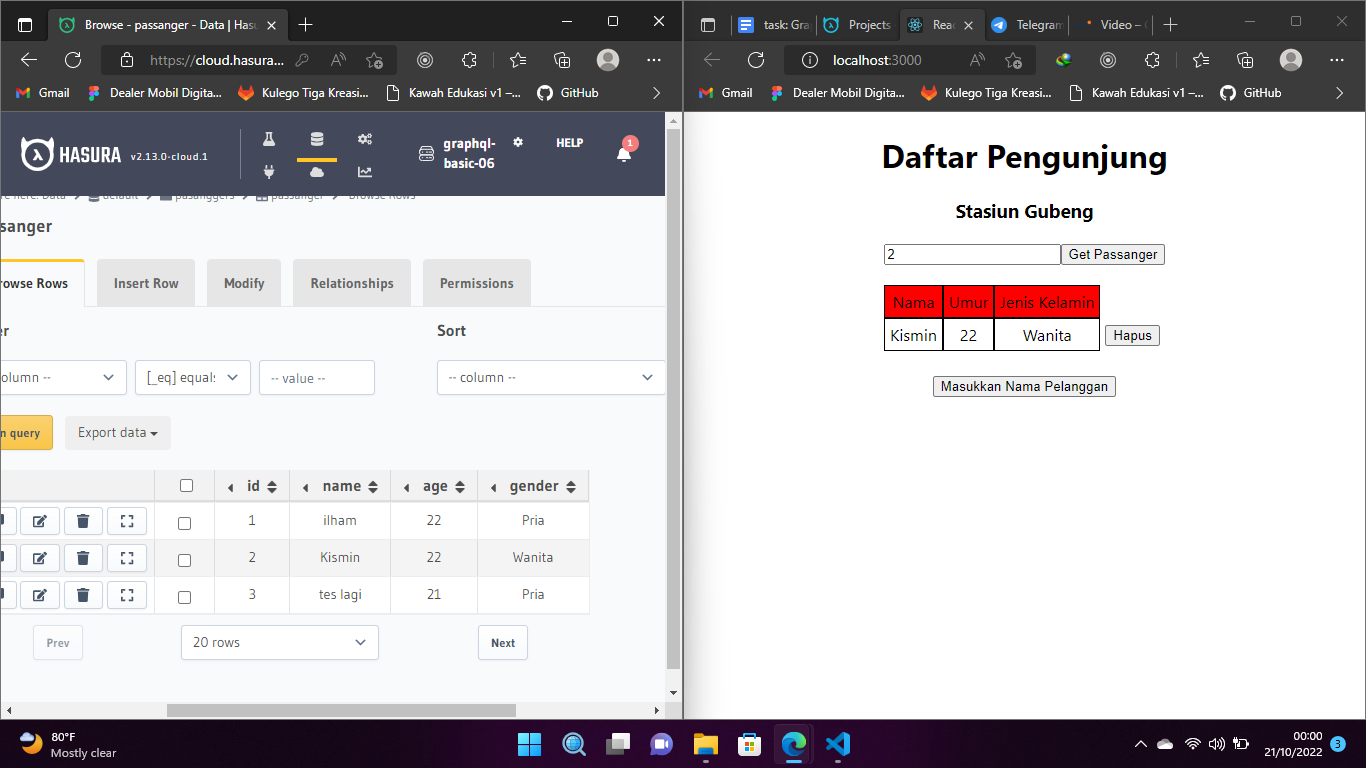 Browse - passanger - Data | Hasu
https://cloud.hasura...
Gmail
Dealer Mobil Digita...
Kulego Tiga Kreasi...
Kawah Edukasi v1 –...
GitHub
HASURA
v2.13.0-cloud.1
graphql-
basic-06
HELP
1
here: Data
default
pasanggers
passanger
Browse Rows
sanger
rowse Rows
Insert Row
Modify
Relationships
Permissions
er
Sort
olumn --
[_eq] equals
-- value --
-- column --
n query
Export data
id name age gender
1 ilham 22 Pria
2 Kismin 22 Wanita
3 tes lagi 21 Pria
Prev
20 rows
Next
task: Gra
Projects
Rea
Telegram
Video – G
localhost:3000
Gmail
Dealer Mobil Digita...
Kulego Tiga Kreasi...
Kawah Edukasi v1 –...
GitHub
Daftar Pengunjung
Stasiun Gubeng
2
Get Passanger
Nama Umur Jenis Kelamin
Kismin 22 Wanita Hapus
Masukkan Nama Pelanggan
80°F
Mostly clear
00:00
21/10/2022
3